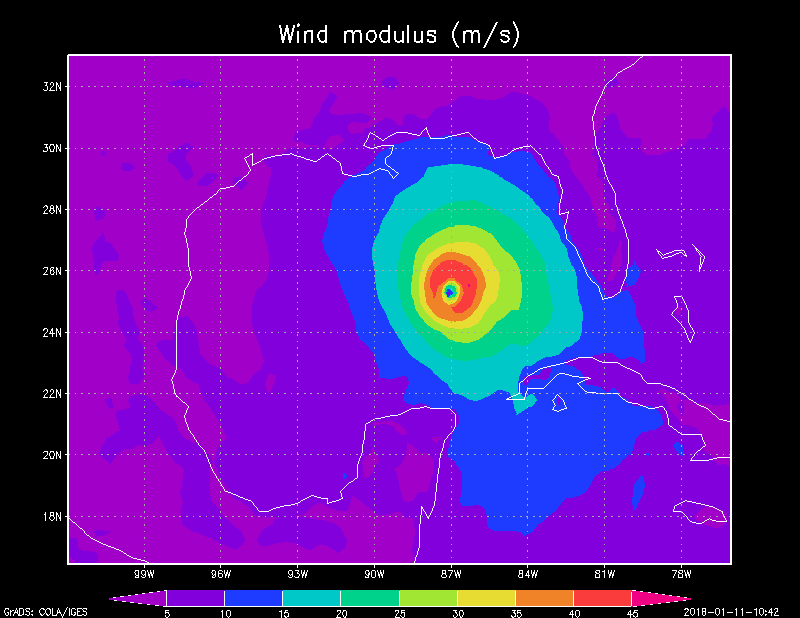 Wind modulus (m/s)
32N
30N
28N
26N
24N
22N
20N
18N
99W 96W 93W 90W 87W 84W 81W 78W
5 10 15 20 25 30 35 40 45
GrADS: COLA/IGES 2018-01-11-10:42